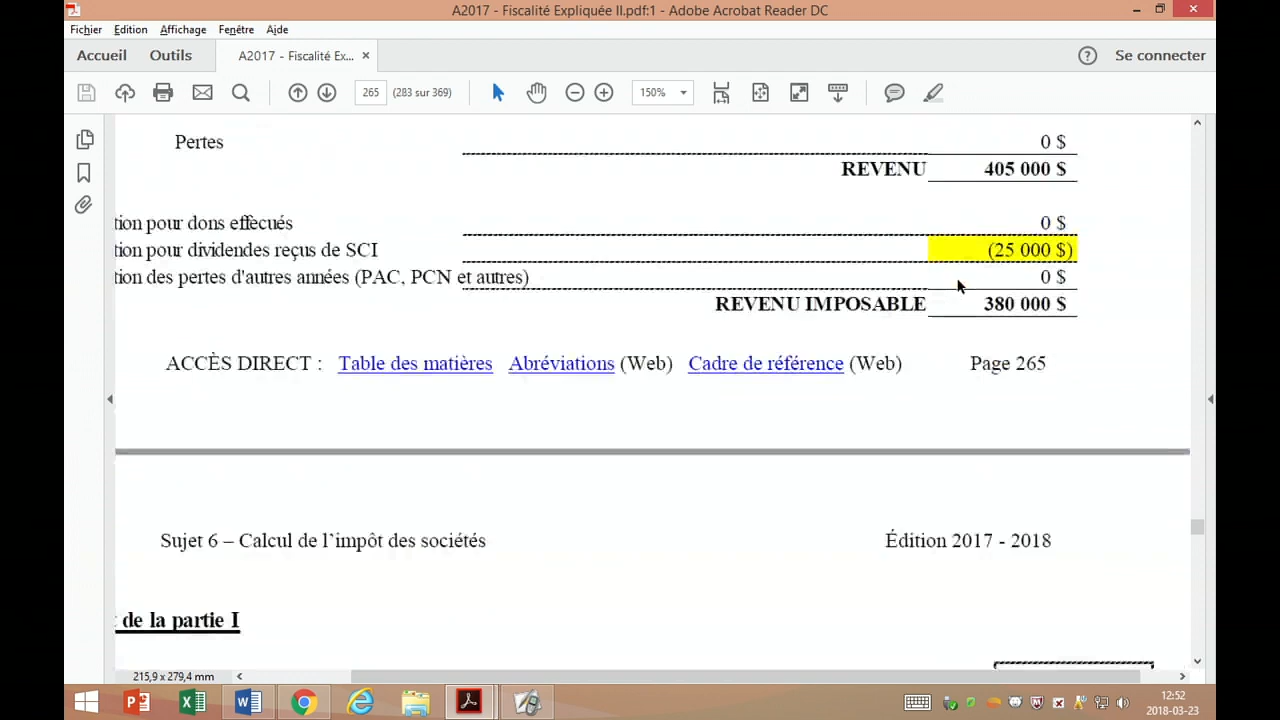 A2017 - Fiscalité Expliquée II.pdf:1 - Adobe Acrobat Reader DC
Fichier Edition Affichage Fenêtre Aide
Accueil Outils A2017 - Fiscalité Ex... × Se connecter
265 (283 sur 369) 150%
Pertes 0 $
REVENU 405 000 $
tion pour dons effecués 0 $
tion pour dividendes reçus de SCI (25 000 $)
tion des pertes d'autres années (PAC, PCN et autres) 0 $
REVENU IMPOSABLE 380 000 $
ACCÈS DIRECT : Table des matières Abréviations (Web) Cadre de référence (Web) Page 265
Sujet 6 – Calcul de l’impôt des sociétés Édition 2017 - 2018
de la partie I
215,9 x 279,4 mm
12:52
2018-03-23